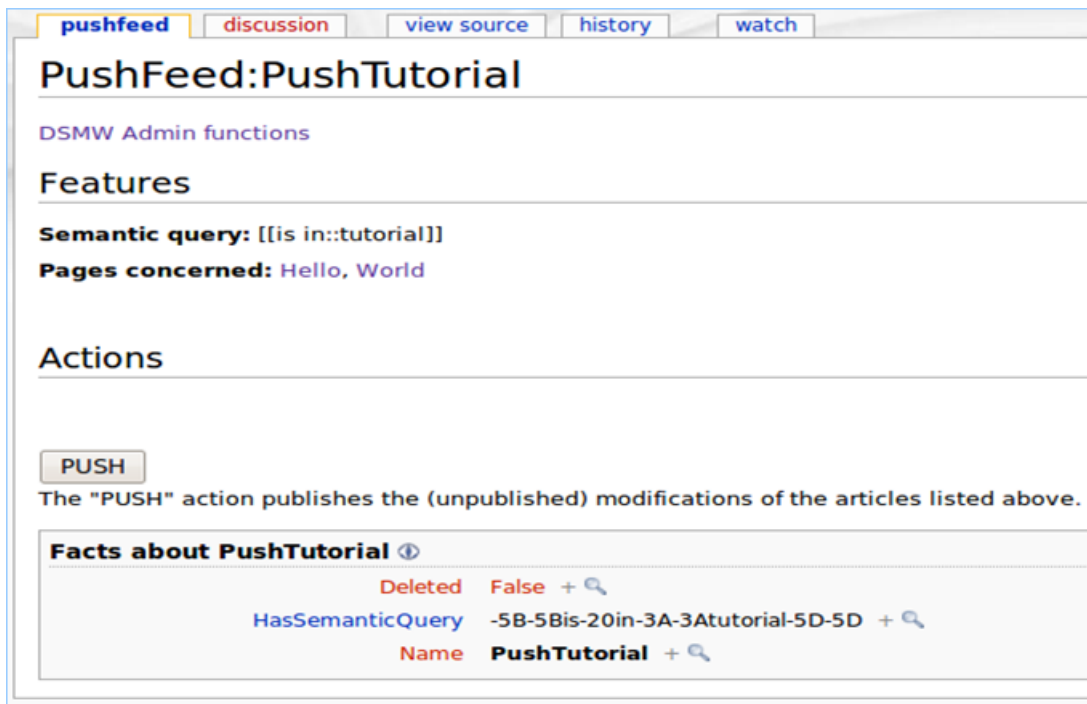 pushfeed discussion view source history watch
PushFeed:PushTutorial
DSMW Admin functions
Features
Semantic query: [[is in::tutorial]]
Pages concerned: Hello, World
Actions
PUSH
The "PUSH" action publishes the (unpublished) modifications of the articles listed above.
Facts about PushTutorial
Deleted False +
HasSemanticQuery -5B-5Bis-20in-3A-3Atutorial-5D-5D +
Name PushTutorial +